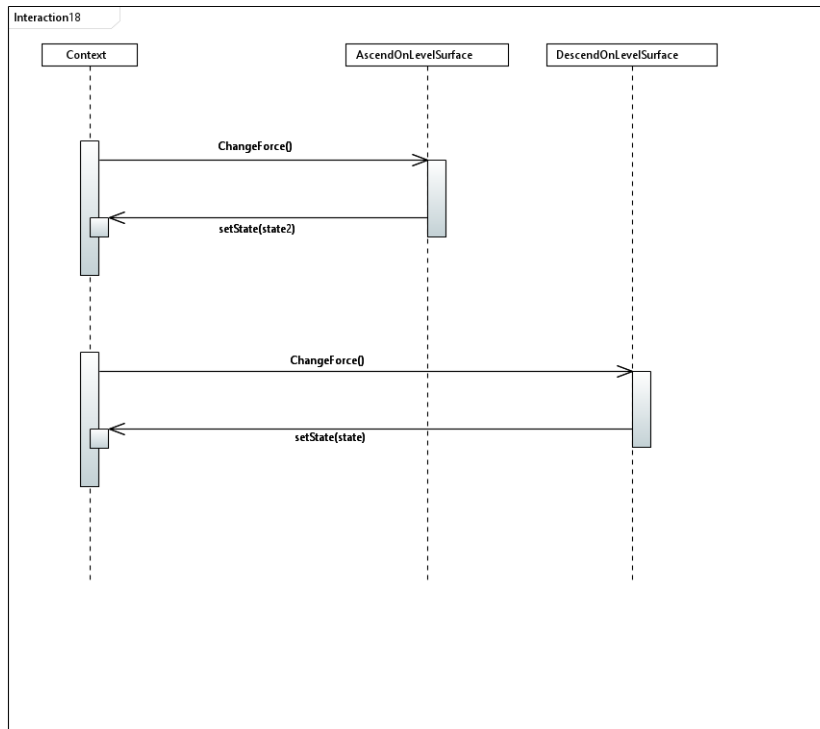 Interaction18
Context
AscendOnLevelSurface
DescendOnLevelSurface
ChangeForce()
setState(state2)
ChangeForce()
setState(state)